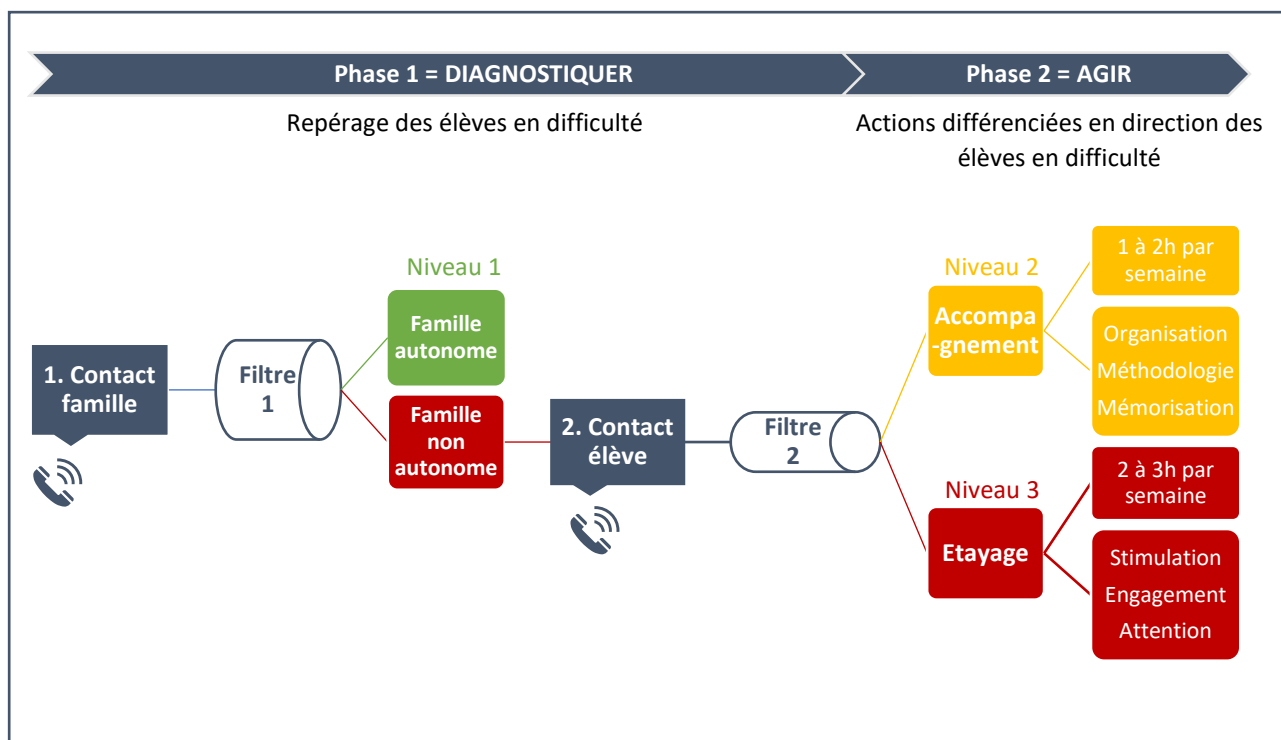 Phase 1 = DIAGNOSTIQUER
Phase 2 = AGIR
Repérage des élèves en difficulté
Actions différenciées en direction des
élèves en difficulté
1. Contact
famille
Filtre
1
Niveau 1
Famille
autonome
Famille
non
autonome
2. Contact
élève
Filtre
2
Niveau 2
Accompa
-gnement
1 à 2h par
semaine
Organisation
Méthodologie
Mémorisation
Niveau 3
Etayage
2 à 3h par
semaine
Stimulation
Engagement
Attention